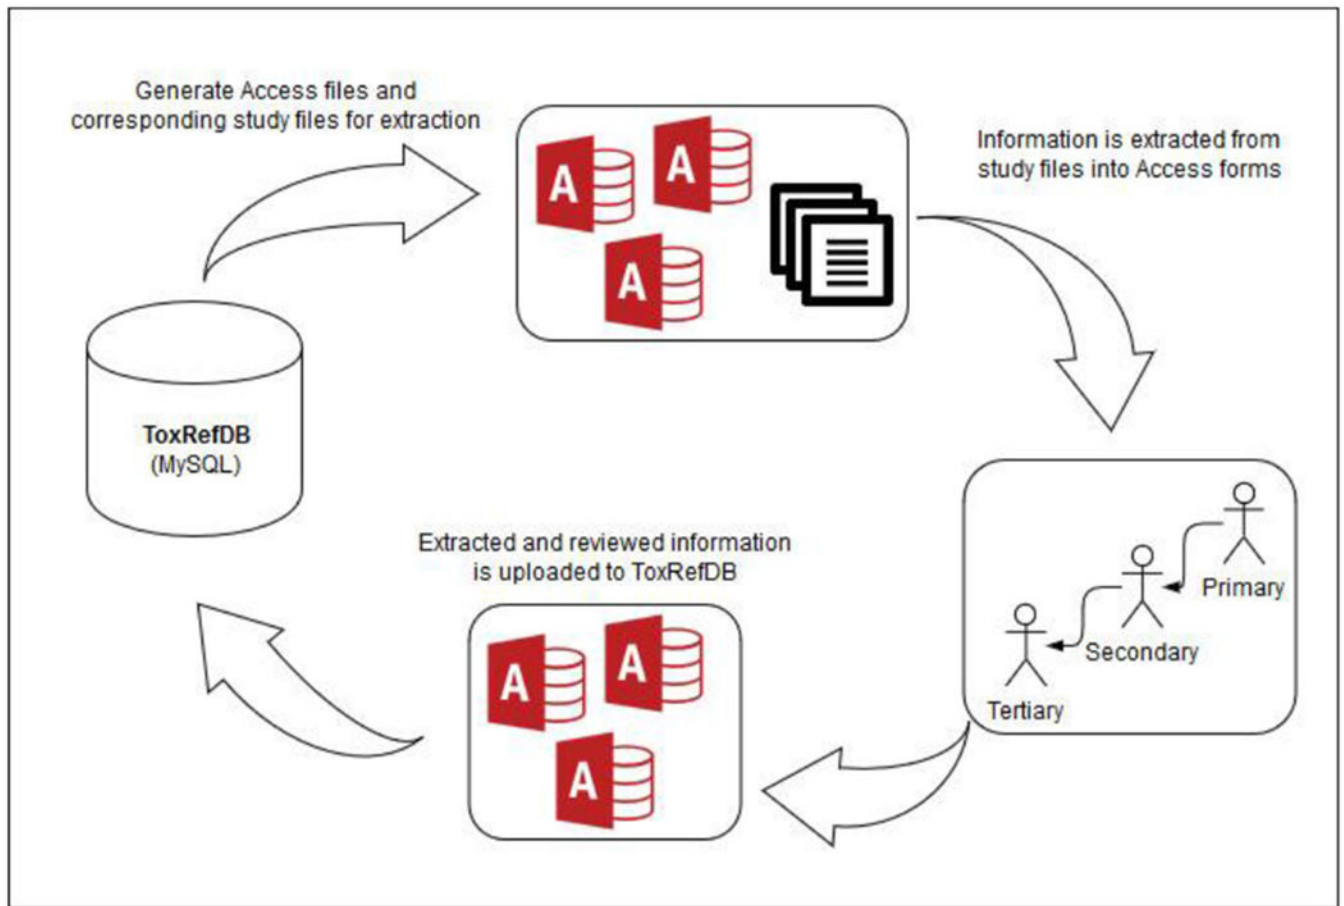 Generate Access files and
corresponding study files for extraction
A
A
A
Information is extracted from
study files into Access forms
ToxRefDB
(MySQL)
Primary
Secondary
Tertiary
Extracted and reviewed information
is uploaded to ToxRefDB
A
A
A